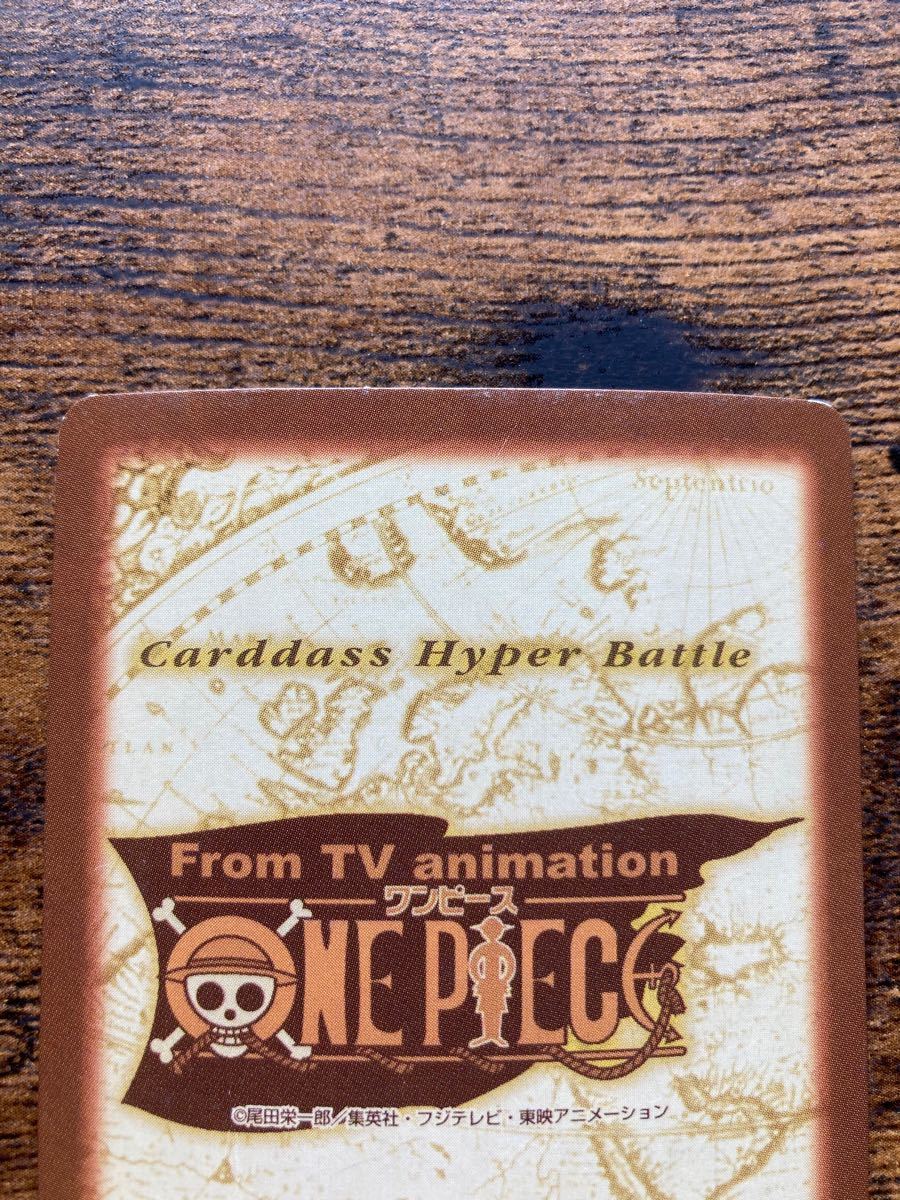 Septentrio
Carddass Hyper Battle
TLAN
From TV animation
ワンピース
ONE PIECE
©尾田栄一郎/集英社・フジテレビ・東映アニメーション